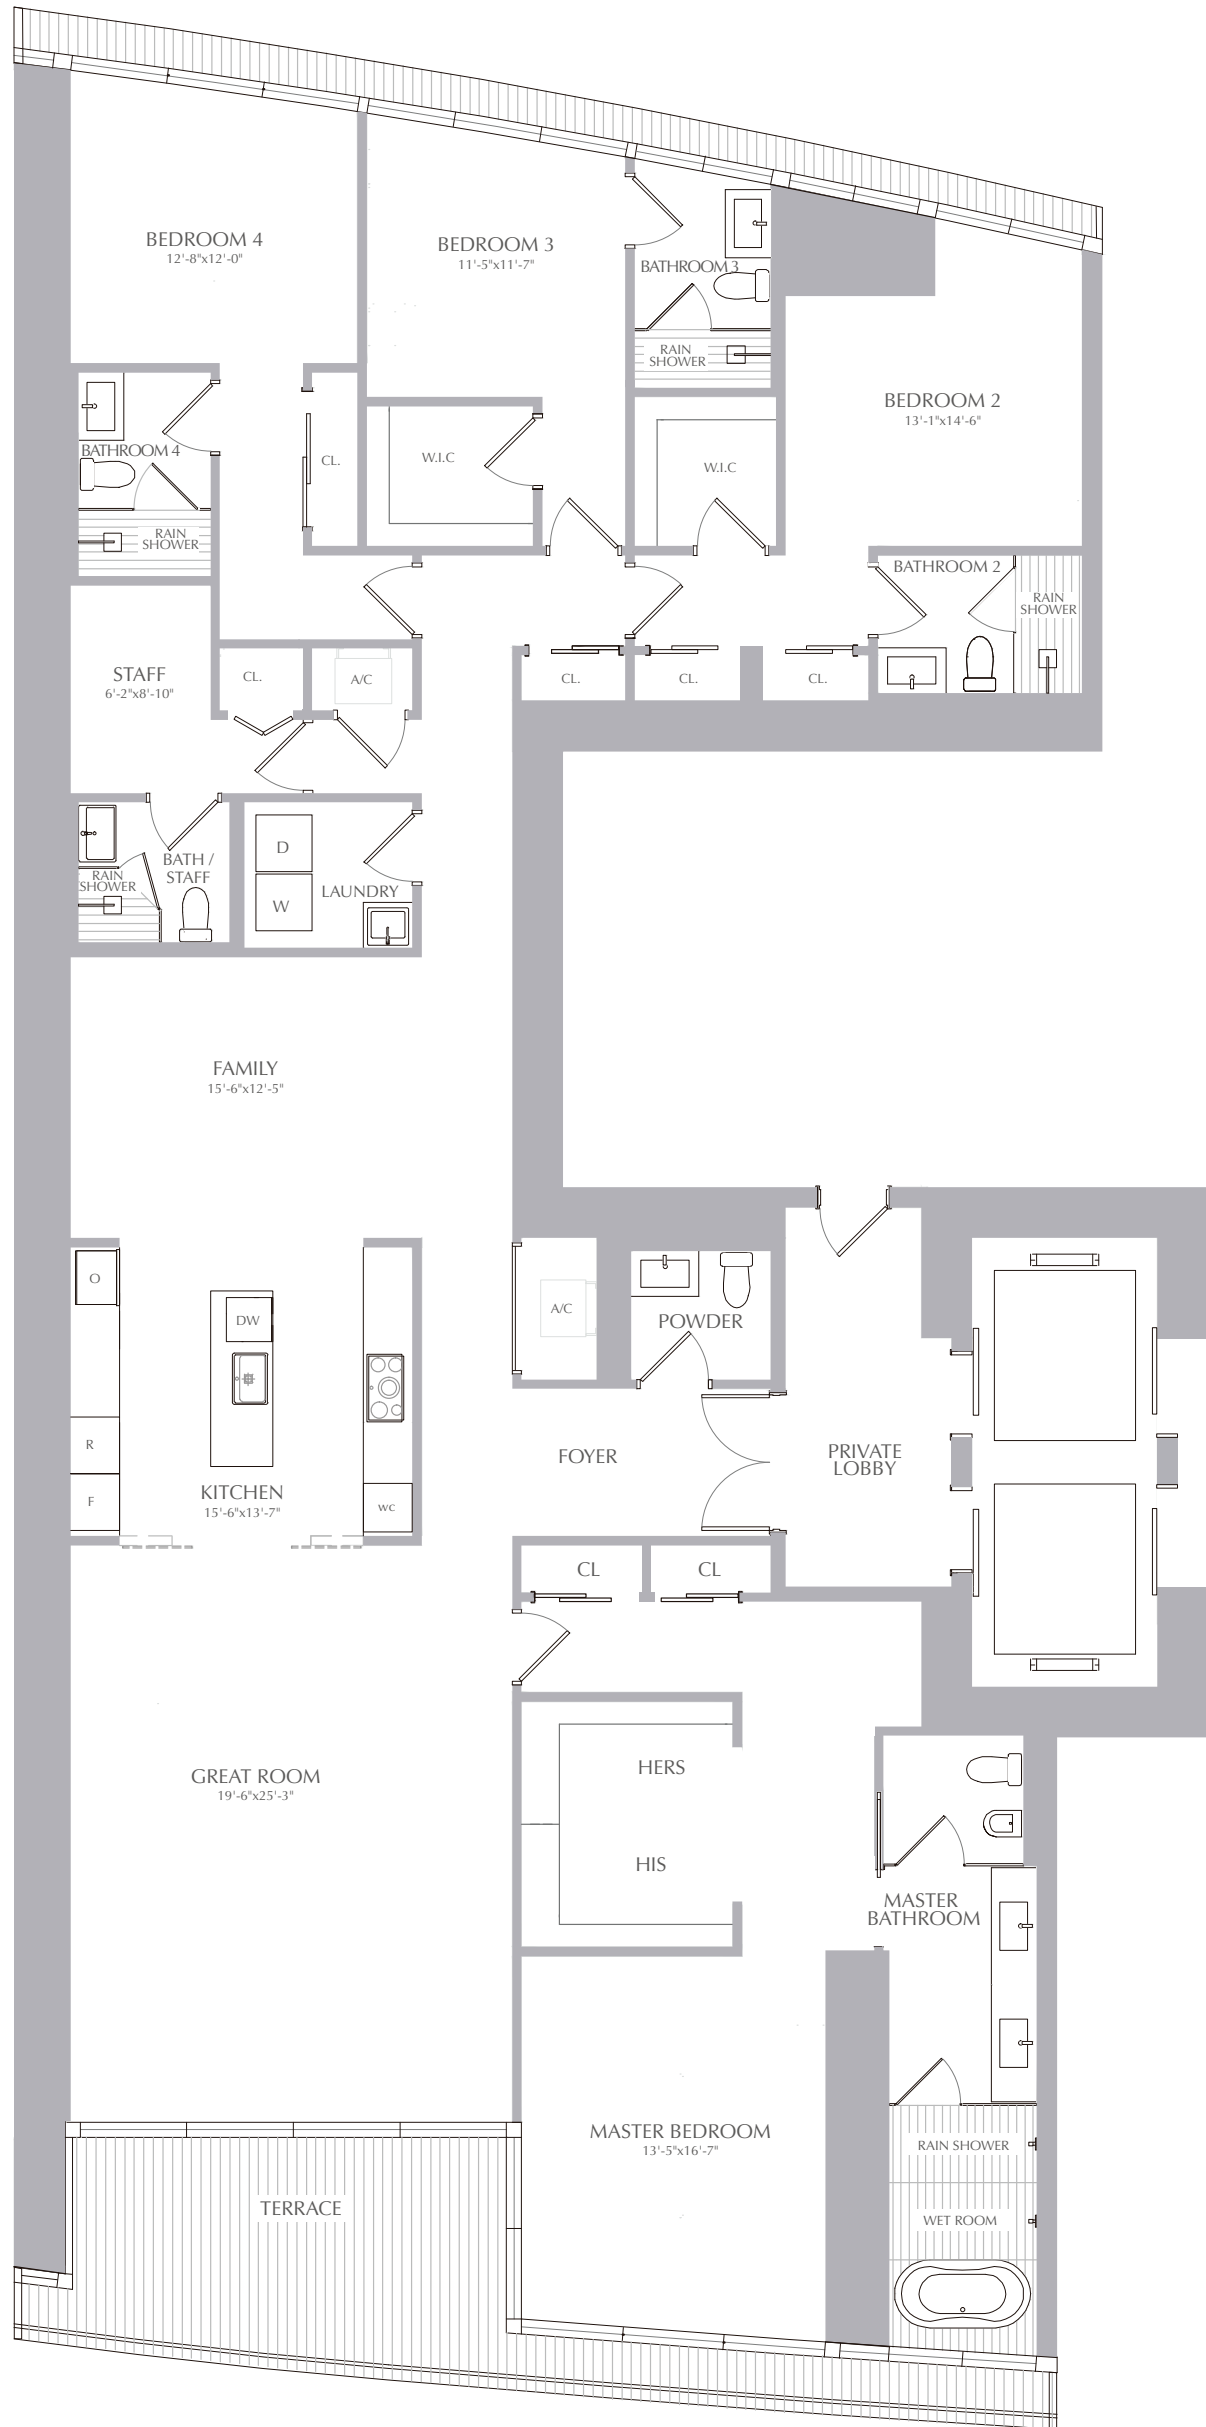 BEDROOM 4
12'-8"x12'-0"
BEDROOM 3
11'-5"x11'-7"
BATHROOM 3
RAIN
SHOWER
BEDROOM 2
13'-1"x14'-6"
BATHROOM 4
RAIN
SHOWER
CL.
W.I.C
W.I.C
BATHROOM 2
RAIN
SHOWER
STAFF
6'-2"x8'-10"
CL.
A/C
CL.
CL.
CL.
BATH /
STAFF
RAIN
SHOWER
D
W
LAUNDRY
FAMILY
15'-6"x12'-5"
O
DW
R
F
KITCHEN
15'-6"x13'-7"
wc
A/C
POWDER
FOYER
PRIVATE
LOBBY
CL
CL
GREAT ROOM
19'-6"x25'-3"
HERS
HIS
MASTER
BATHROOM
MASTER BEDROOM
13'-5"x16'-7"
RAIN SHOWER
WET ROOM
TERRACE